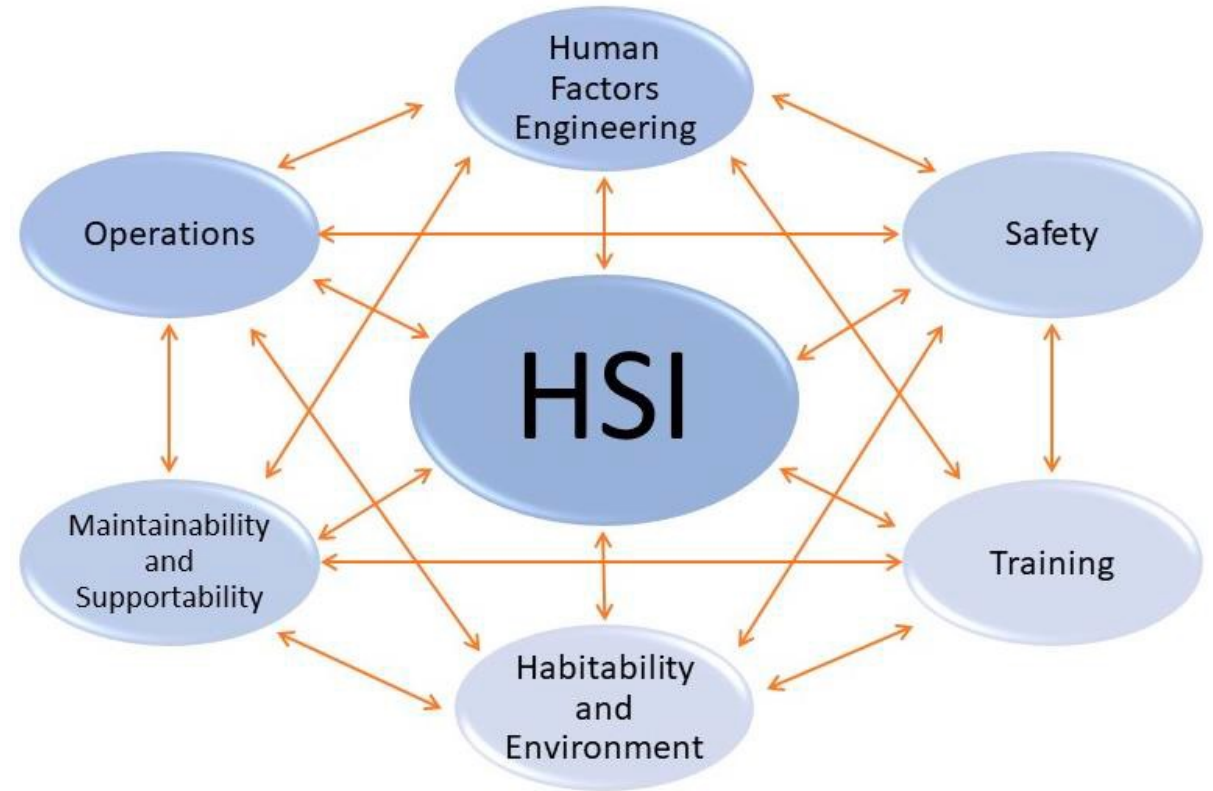 Human
Factors
Engineering
Operations
Safety
HSI
Maintainability
and
Supportability
Training
Habitability
and
Environment